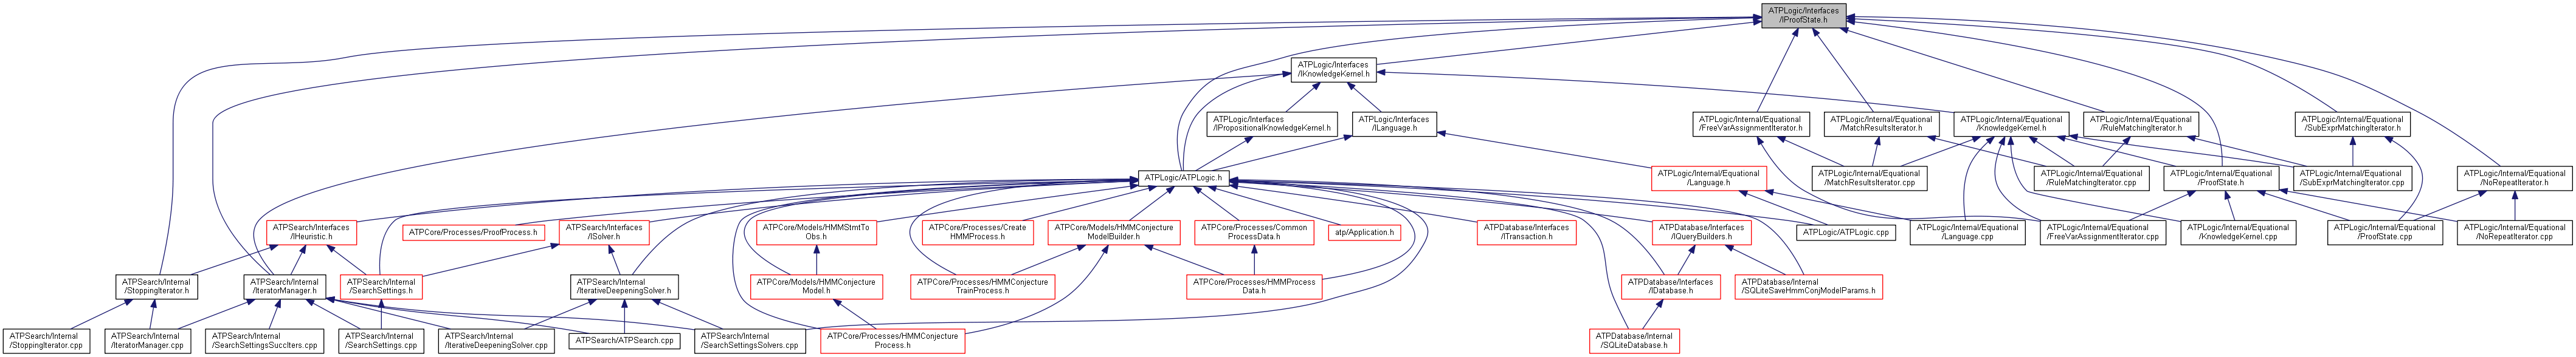 ATPLogic/Interfaces
/IProofState.h
ATPLogic/Interfaces
/IKnowledgeKernel.h
ATPLogic/Interfaces
/IPropositionalKnowledgeKernel.h
ATPLogic/Interfaces
/ILanguage.h
ATPLogic/Internal/Equational
/FreeVarAssignmentIterator.h
ATPLogic/Internal/Equational
/MatchResultsIterator.h
ATPLogic/Internal/Equational
/KnowledgeKernel.h
ATPLogic/Internal/Equational
/RuleMatchingIterator.h
ATPLogic/Internal/Equational
/SubExprMatchingIterator.h
ATPLogic/ATPLogic.h
ATPLogic/Internal/Equational
/Language.h
ATPLogic/Internal/Equational
/MatchResultsIterator.cpp
ATPLogic/Internal/Equational
/RuleMatchingIterator.cpp
ATPLogic/Internal/Equational
/ProofState.h
ATPLogic/Internal/Equational
/SubExprMatchingIterator.cpp
ATPLogic/Internal/Equational
/NoRepeatIterator.h
ATPSearch/Interfaces
/IHeuristic.h
ATPCore/Processes/ProofProcess.h
ATPSearch/Interfaces
/ISolver.h
ATPCore/Models/HMMStmtTo
Obs.h
ATPCore/Processes/Create
HMMProcess.h
ATPCore/Models/HMMConjecture
ModelBuilder.h
ATPCore/Processes/Common
ProcessData.h
atp/Application.h
ATPDatabase/Interfaces
/ITransaction.h
ATPDatabase/Interfaces
/IQueryBuilders.h
ATPLogic/ATPLogic.cpp
ATPLogic/Internal/Equational
/Language.cpp
ATPLogic/Internal/Equational
/FreeVarAssignmentIterator.cpp
ATPLogic/Internal/Equational
/KnowledgeKernel.cpp
ATPLogic/Internal/Equational
/ProofState.cpp
ATPLogic/Internal/Equational
/NoRepeatIterator.cpp
ATPSearch/Internal
/StoppingIterator.h
ATPSearch/Internal
/IteratorManager.h
ATPSearch/Internal
/SearchSettings.h
ATPSearch/Internal
/IterativeDeepeningSolver.h
ATPCore/Models/HMMConjecture
Model.h
ATPCore/Processes/HMMConjecture
TrainProcess.h
ATPCore/Processes/HMMProcess
Data.h
ATPDatabase/Interfaces
/IDatabase.h
ATPDatabase/Internal
/SQLiteSaveHmmConjModelParams.h
ATPSearch/Internal
/StoppingIterator.cpp
ATPSearch/Internal
/IteratorManager.cpp
ATPSearch/Internal
/SearchSettingsSuccIters.cpp
ATPSearch/Internal
/SearchSettings.cpp
ATPSearch/Internal
/IterativeDeepeningSolver.cpp
ATPSearch/ATPSearch.cpp
ATPSearch/Internal
/SearchSettingsSolvers.cpp
ATPCore/Processes/HMMConjecture
Process.h
ATPDatabase/Internal
/SQLiteDatabase.h